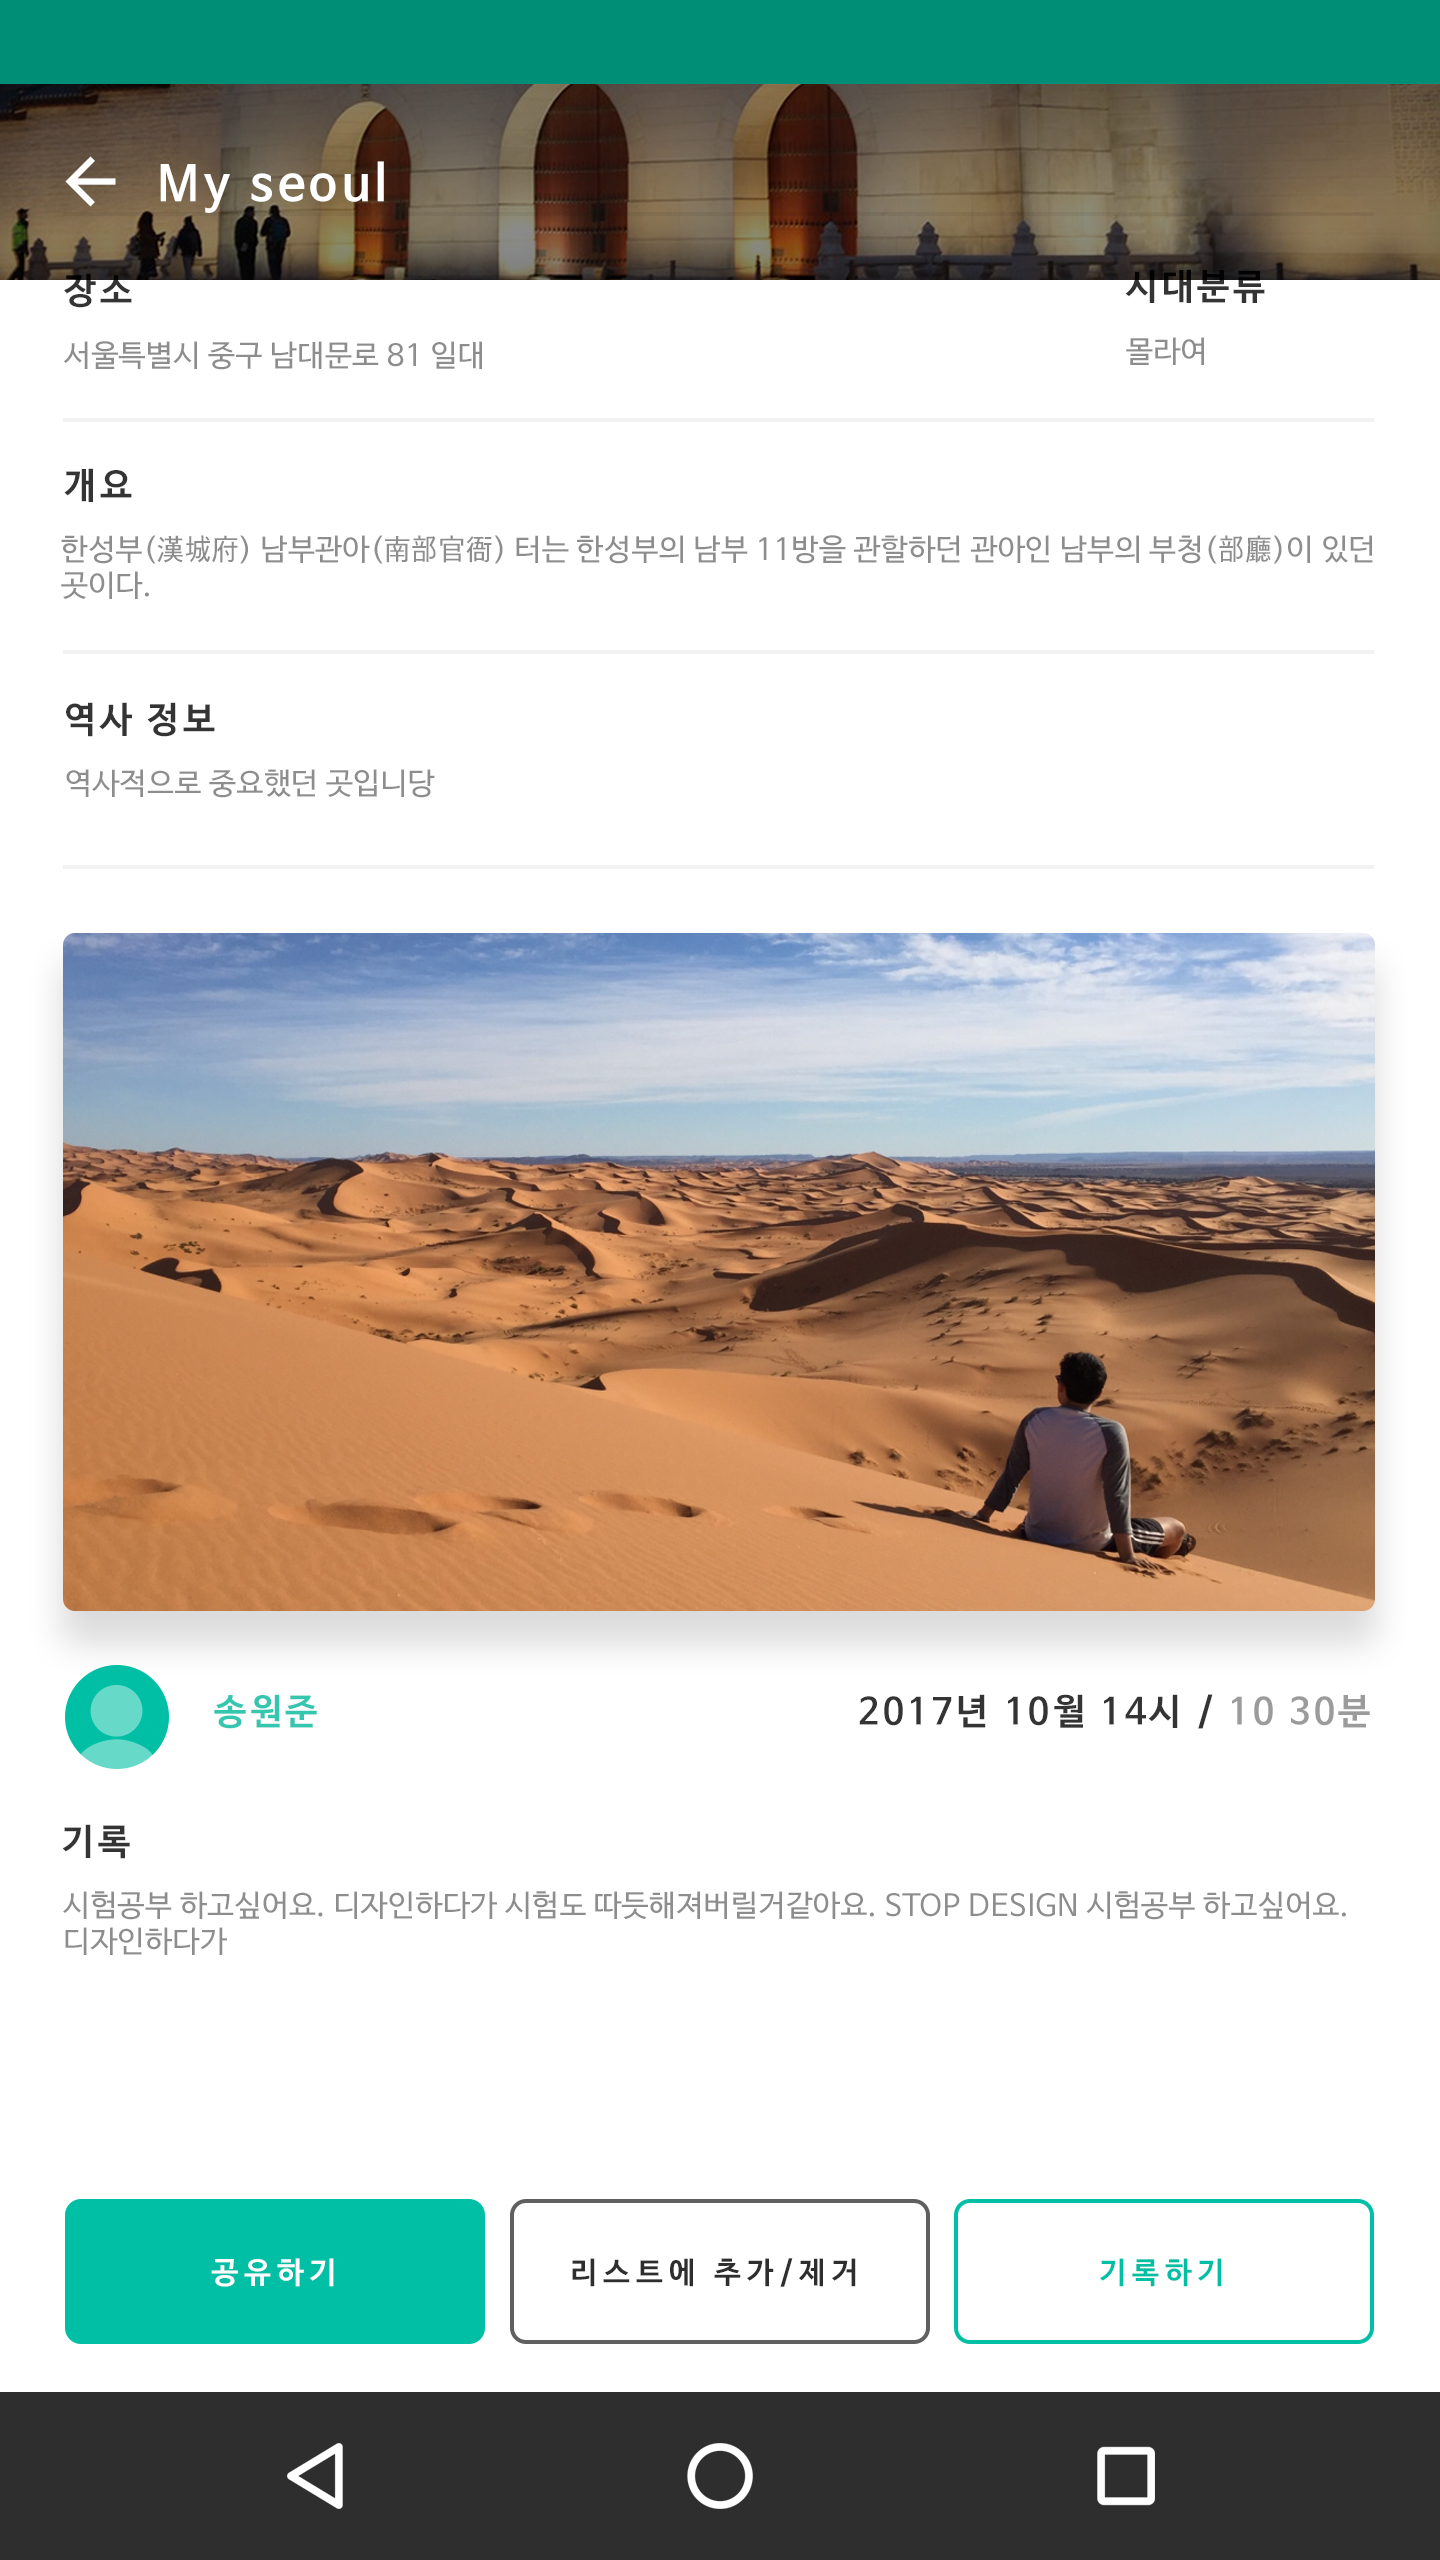 My seoul
장소
시대분류
서울특별시 중구 남대문로 81 일대
몰라여
개요
한성부(漢城府) 남부관아(南部官衙) 터는 한성부의 남부 11방을 관할하던 관아인 남부의 부청(部廳)이 있던
곳이다.
역사 정보
역사적으로 중요했던 곳입니당
송원준
2017년 10월 14시 / 10 30분
기록
시험공부 하고싶어요. 디자인하다가 시험도 따듯해져버릴거같아요. STOP DESIGN 시험공부 하고싶어요.
디자인하다가
공유하기
리스트에 추가/제거
기록하기